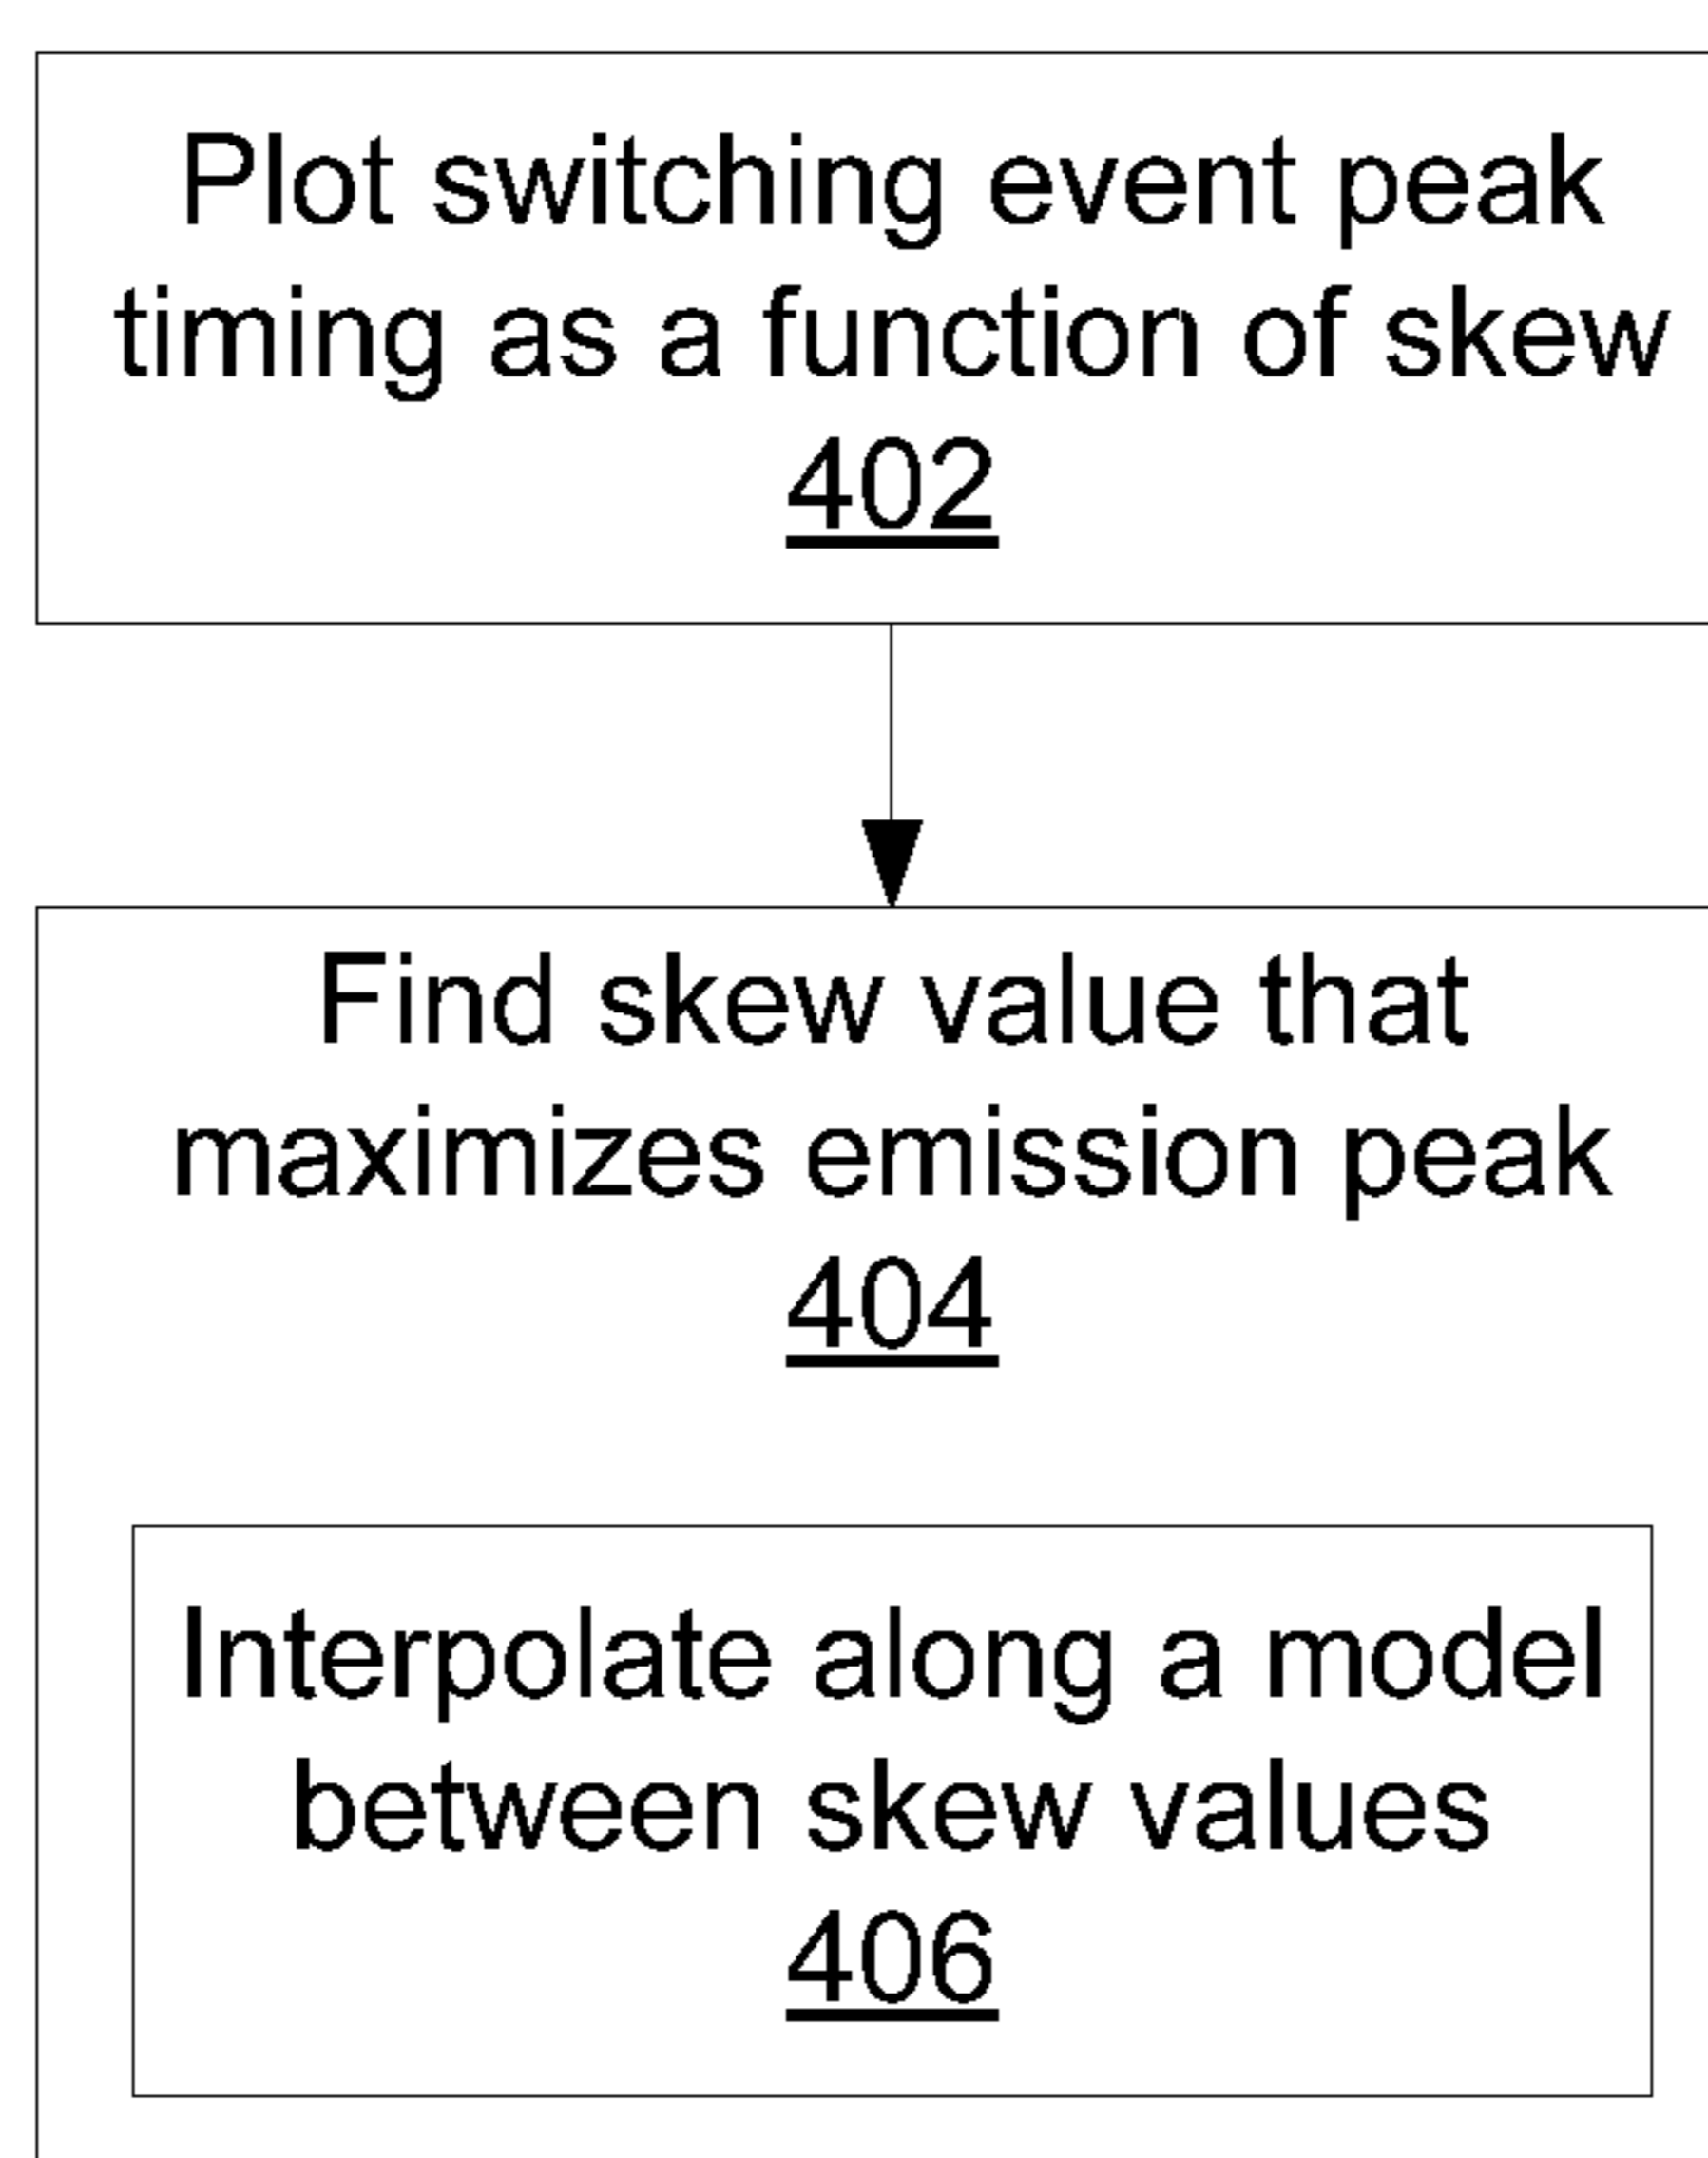 Plot switching event peak
timing as a function of skew
402
Find skew value that
maximizes emission peak
404
Interpolate along a model
between skew values
406